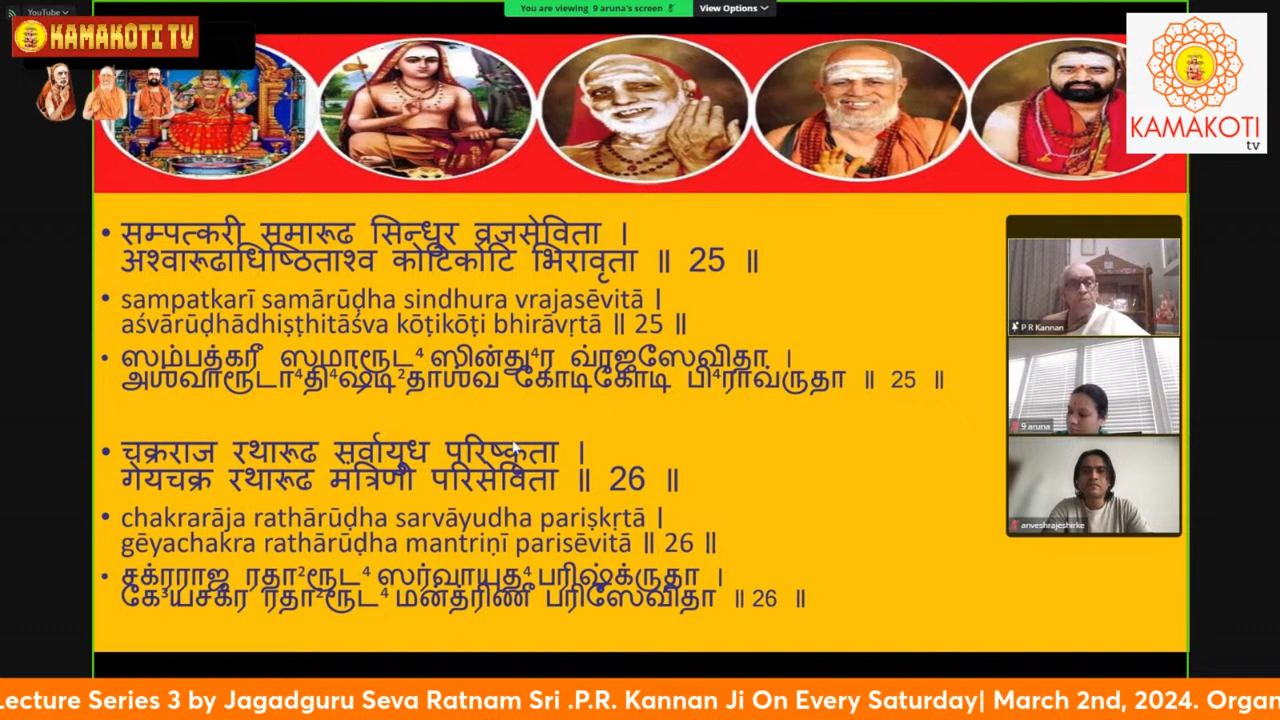 YouTube
You are viewing 9 aruna's screen
View Options
KAMAKOTI TV
KAMAKOTI
tv
• सम्पत्करी समारूढ सिन्धुर व्रजसेविता ।
अश्वारूढाधिष्ठिताश्व कोटिकोटि भिरावृता ॥ 25 ॥
• sampatkarī samārūḍha sindhura vrajasēvitā |
aśvārūḍhādhiṣṭhitāśva kōṭikōṭi bhirāvṛtā ॥ 25 ॥
• ஸம்பத்கரீ ஸமாரூட⁴ ஸின்து⁴ர வ்ரஜஸேவிதா ।
அஶ்வாரூடா⁴தி⁴ஷ்டி²தாஶ்வ கோடிகோடி பி⁴ராவ்ருதா ॥ 25 ॥
• चक्रराज रथारूढ सर्वायुध परिष्कृता ।
गेयचक्र रथारूढ मंत्रिणी परिसेविता ॥ 26 ॥
• chakrarāja rathārūḍha sarvāyudha pariṣkṛtā |
gēyachakra rathārūḍha mantriṇī parisēvitā ॥ 26 ॥
• சக்ரராஜ ரதா²ரூட⁴ ஸர்வாயுத⁴ பரிஷ்க்ருதா ।
கே³யசக்ர ரதா²ரூட⁴ மன்த்ரிணீ பரிஸேவிதா ॥ 26 ॥
P R Kannan
9 aruna
anveshrajeshirke
Lecture Series 3 by Jagadguru Seva Ratnam Sri .P.R. Kannan Ji On Every Saturday| March 2nd, 2024. Organ